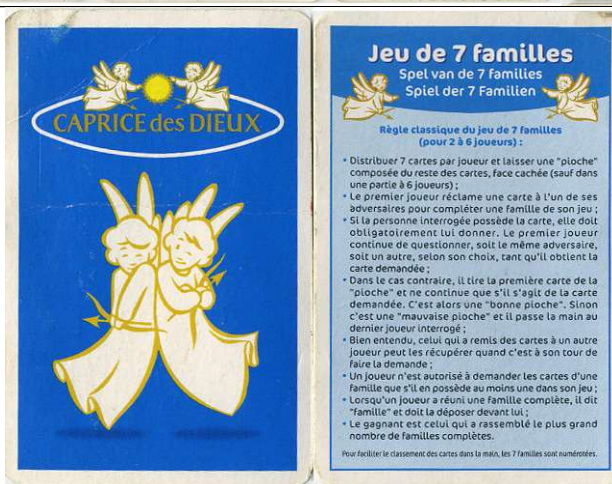 CAPRICE des DIEUX
Jeu de 7 familles
Spel van de 7 families
Spiel der 7 Familien
Règle classique du jeu de 7 familles
(pour 2 à 6 joueurs) :
• Distribuer 7 cartes par joueur et laisser une "pioche"
composée du reste des cartes, face cachée (sauf dans
une partie à 6 joueurs) ;
• Le premier joueur réclame une carte à l'un de ses
adversaires pour compléter une famille de son jeu ;
• Si la personne interrogée possède la carte, elle doit
obligatoirement lui donner. Le premier joueur
continue de questionner, soit le même adversaire,
soit un autre, selon son choix, tant qu'il obtient la
carte demandée ;
• Dans le cas contraire, il tire la première carte de la
"pioche" et ne continue que s'il s'agit de la carte
demandée. C'est alors une "bonne pioche". Sinon
c'est une "mauvaise pioche" et il passe la main au
dernier joueur interrogé ;
• Bien entendu, celui qui a remis des cartes à un autre
joueur peut les récupérer quand c'est à son tour de
faire la demande ;
• Un joueur n'est autorisé à demander les cartes d'une
famille que s'il en possède au moins une dans son jeu ;
• Lorsqu'un joueur a réuni une famille complète, il dit
"famille" et doit la déposer devant lui ;
• Le gagnant est celui qui a rassemblé le plus grand
nombre de familles complètes.
Pour faciliter le classement des cartes dans la main, les 7 familles sont numérotées.